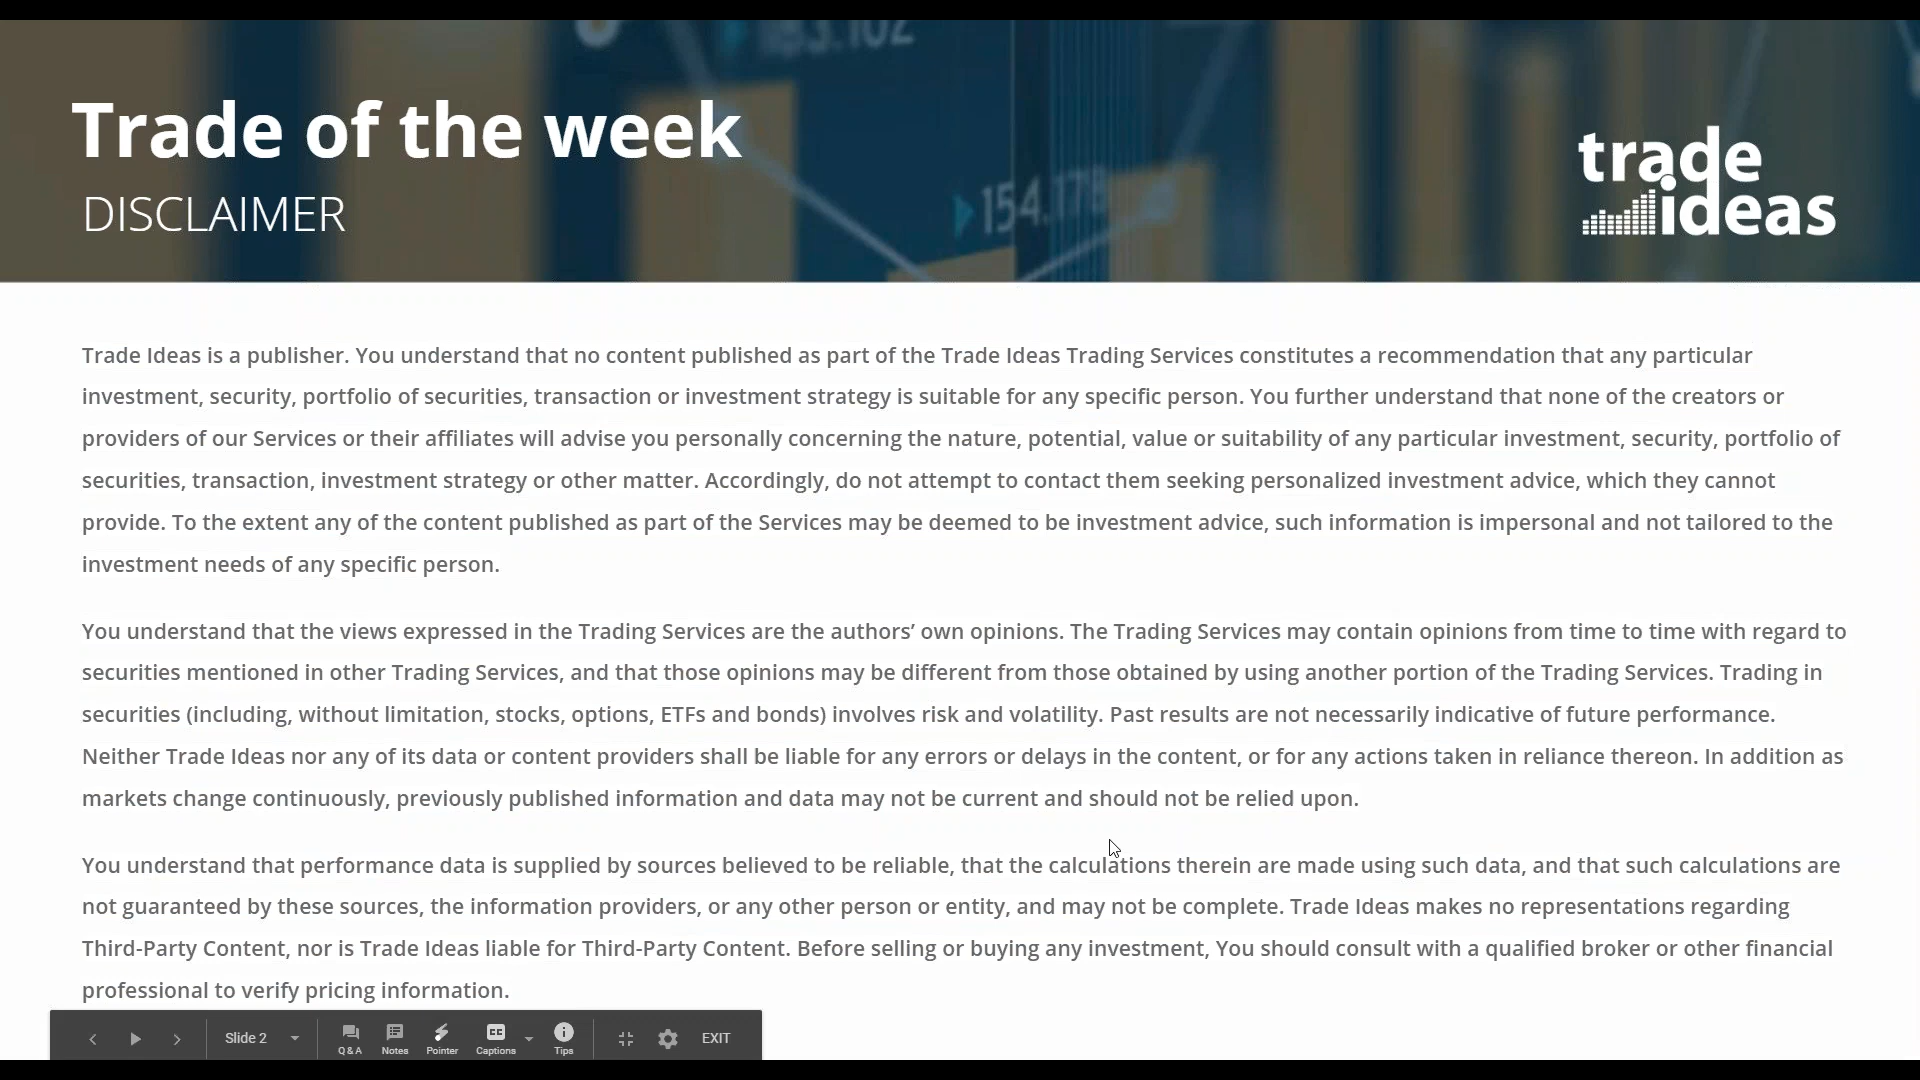 183.102
Trade of the week
DISCLAIMER
154.178
trade
ideas
Trade Ideas is a publisher. You understand that no content published as part of the Trade Ideas Trading Services constitutes a recommendation that any particular
investment, security, portfolio of securities, transaction or investment strategy is suitable for any specific person. You further understand that none of the creators or
providers of our Services or their affiliates will advise you personally concerning the nature, potential, value or suitability of any particular investment, security, portfolio of
securities, transaction, investment strategy or other matter. Accordingly, do not attempt to contact them seeking personalized investment advice, which they cannot
provide. To the extent any of the content published as part of the Services may be deemed to be investment advice, such information is impersonal and not tailored to the
investment needs of any specific person.
You understand that the views expressed in the Trading Services are the authors’ own opinions. The Trading Services may contain opinions from time to time with regard to
securities mentioned in other Trading Services, and that those opinions may be different from those obtained by using another portion of the Trading Services. Trading in
securities (including, without limitation, stocks, options, ETFs and bonds) involves risk and volatility. Past results are not necessarily indicative of future performance.
Neither Trade Ideas nor any of its data or content providers shall be liable for any errors or delays in the content, or for any actions taken in reliance thereon. In addition as
markets change continuously, previously published information and data may not be current and should not be relied upon.
You understand that performance data is supplied by sources believed to be reliable, that the calculations therein are made using such data, and that such calculations are
not guaranteed by these sources, the information providers, or any other person or entity, and may not be complete. Trade Ideas makes no representations regarding
Third-Party Content, nor is Trade Ideas liable for Third-Party Content. Before selling or buying any investment, You should consult with a qualified broker or other financial
professional to verify pricing information.
Slide 2
Q&A Notes Pointer Captions Tips
EXIT